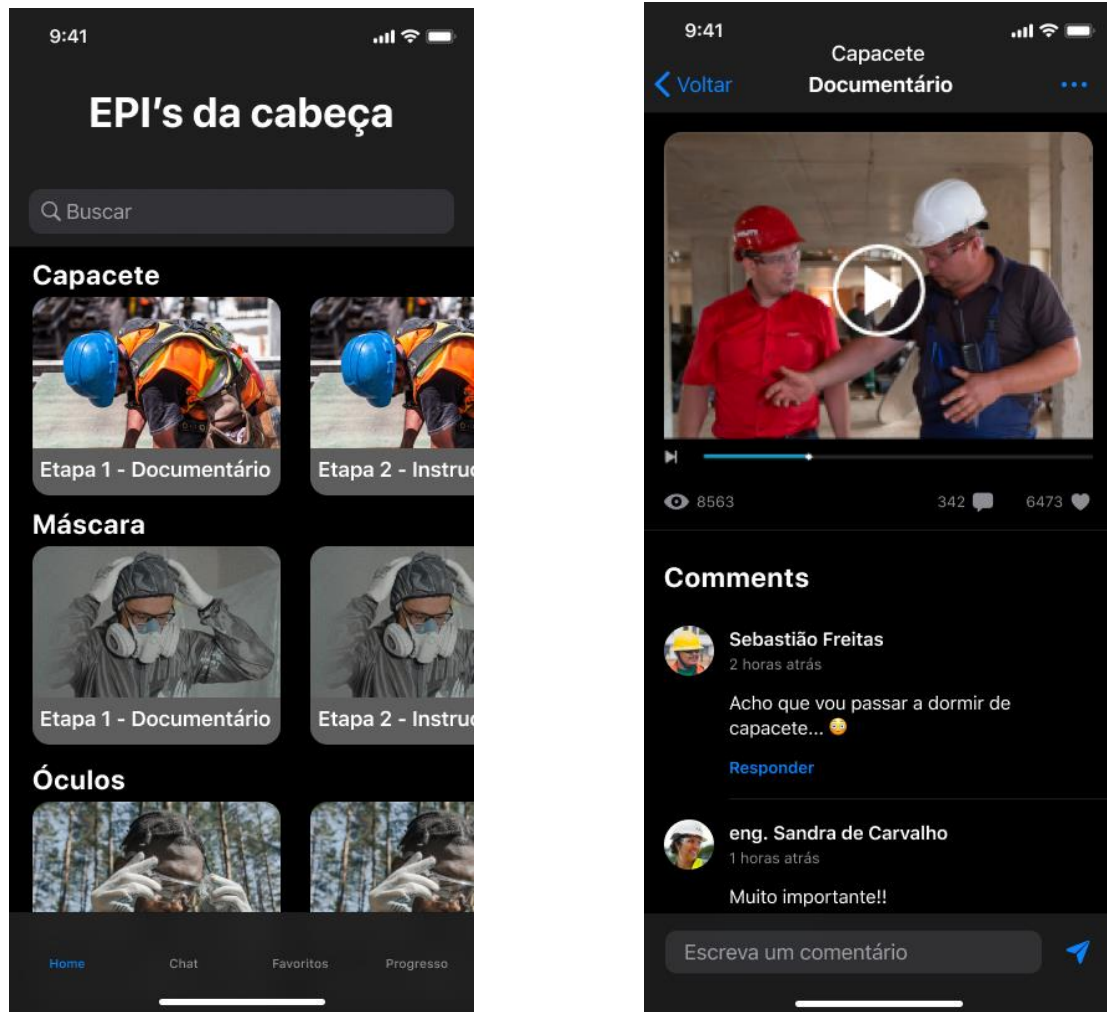 9:41
EPI's da cabeça
Buscar
Capacete
Etapa 1 - Documentário
Etapa 2 - Instruc
Máscara
Etapa 1 - Documentário
Etapa 2 - Instruc
Óculos
Home
Chat
Favoritos
Progresso
9:41
Capacete
Voltar
Documentário
8563
342
6473
Comments
Sebastião Freitas
2 horas atrás
Acho que vou passar a dormir de
capacete... 😳
Responder
eng. Sandra de Carvalho
1 horas atrás
Muito importante!!
Escreva um comentário